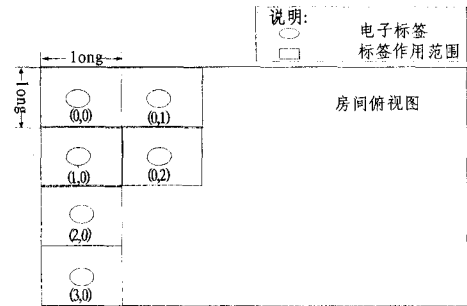 说明:
电子标签
标签作用范围
long
long
房间俯视图
(0,0)
(0,1)
(1,0)
(0,2)
(2,0)
(3,0)